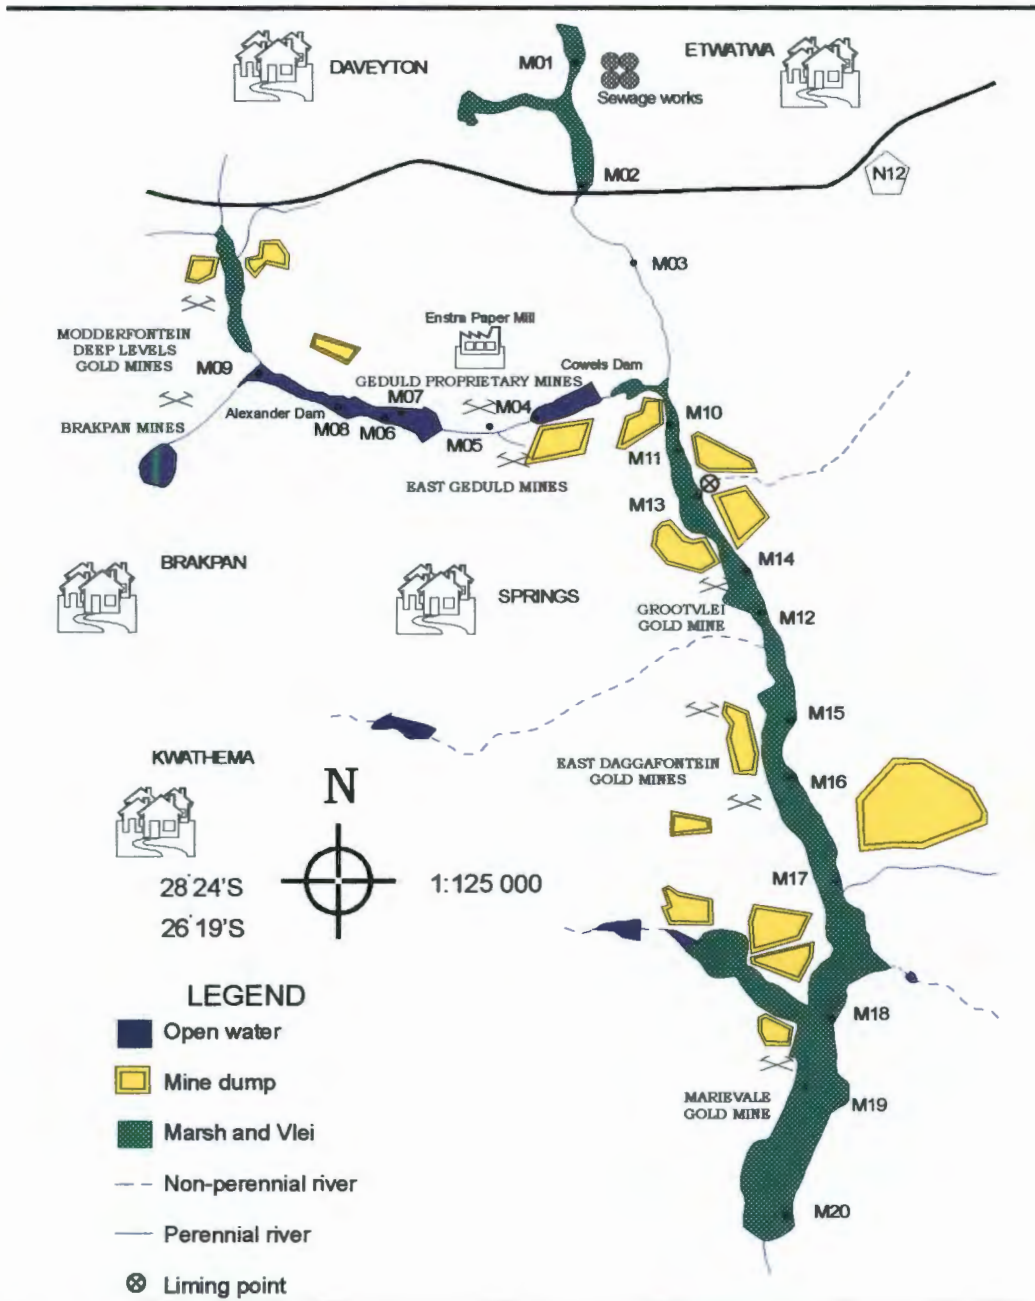 DAVEYTON
M01
ETWATWA
Sewage works
M02
N12
M03
MODDERFONTEIN
DEEP LEVELS
GOLD MINES
Enstra Paper Mill
Cowels Dam
M09
GEDULD PROPRIETARY MINES
M07
M04
Alexander Dam
M08
M06
M05
M10
BRAKPAN MINES
M11
EAST GEDULD MINES
M13
BRAKPAN
SPRINGS
M14
GROOTVLEI
GOLD MINE
M12
M15
EAST DAGGAFONTEIN
GOLD MINES
M16
KWATHEMA
N
28°24'S
26°19'S
1:125 000
M17
M18
MARIEVALE
GOLD MINE
M19
M20
LEGEND
Open water
Mine dump
Marsh and Vlei
Non-perennial river
Perennial river
Liming point